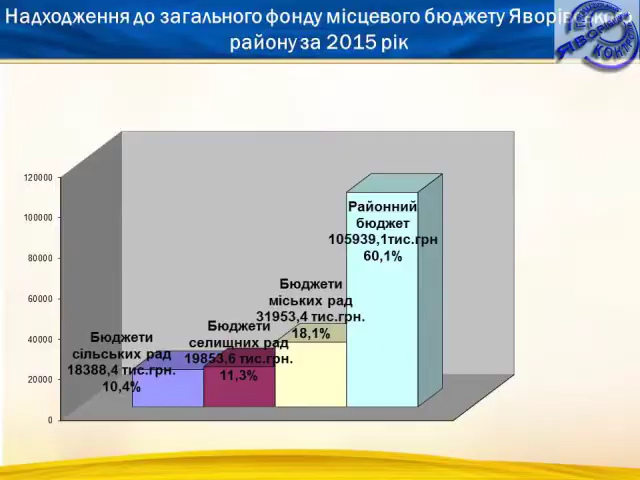 Надходження до загального фонду місцевого бюджету Яворівського
району за 2015 рік
ЯВОРІВ
КОНТРО
120000
100000
80000
60000
40000
20000
0
Бюджети
сільських рад
18388,4 тис.грн.
10,4%
Бюджети
селищних рад
19853,6 тис.грн.
11,3%
Бюджети
міських рад
31953,4 тис.грн.
18,1%
Районний
бюджет
105939,1тис.грн
60,1%